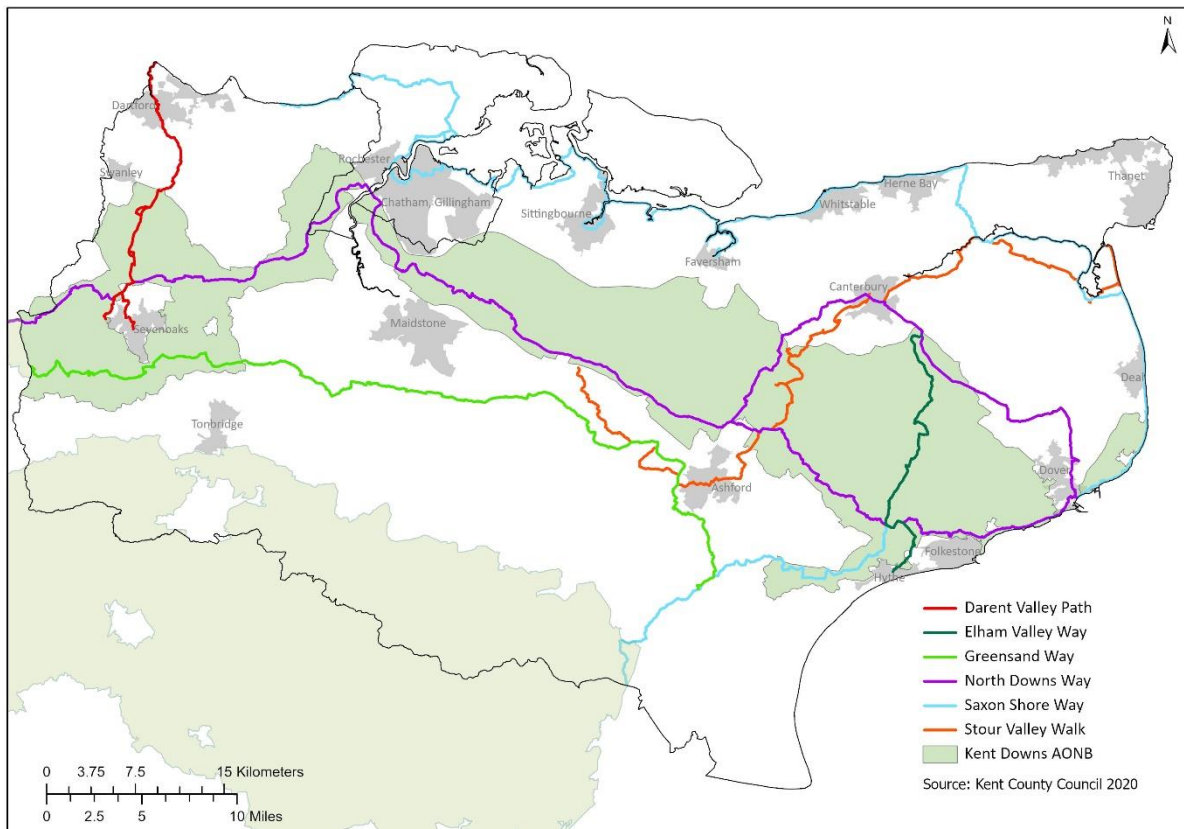 N
Dartford
Swanley
Rochester
Chatham, Gillingham
Sittingbourne
Faversham
Whitstable
Herne Bay
Thanet
Canterbury
Sevenoaks
Maidstone
Deal
Tonbridge
Ashford
Dover
Folkestone
Hythe
Darent Valley Path
Elham Valley Way
Greensand Way
North Downs Way
Saxon Shore Way
Stour Valley Walk
Kent Downs AONB
Source: Kent County Council 2020
0 3.75 7.5 15 Kilometers
0 2.5 5 10 Miles